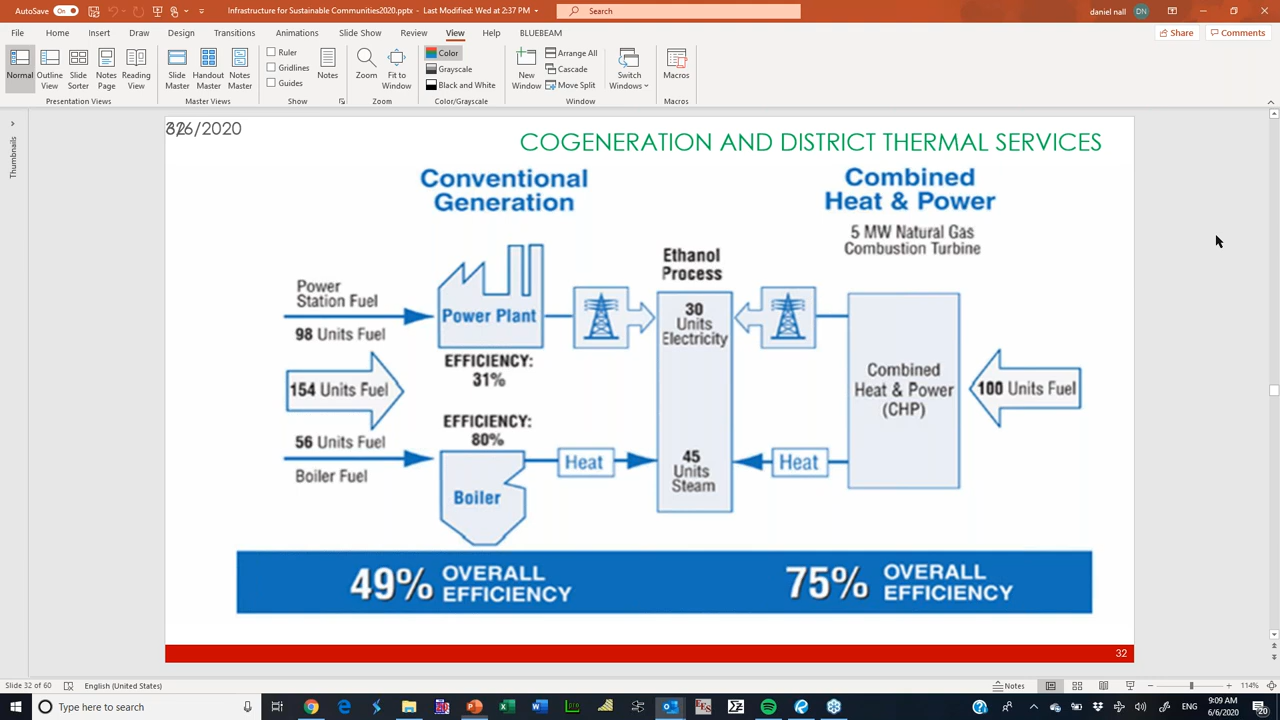 AutoSave On
Infrastructure for Sustainable Communities2020.pptx - Last Modified: Wed at 2:37 PM
Search
daniel nall
File Home Insert Draw Design Transitions Animations Slide Show Review View Help BLUEBEAM
Share Comments
Normal
Outline View
Slide Sorter
Notes Page
Reading View
Presentation Views
Slide Master
Handout Master
Notes Master
Master Views
Ruler
Gridlines
Guides
Show
Notes
Zoom
Fit to Window
Zoom
Color
Grayscale
Black and White
Color/Grayscale
New Window
Arrange All
Cascade
Move Split
Window
Switch Windows
Macros
Macros
Thumbnails
/6/2020
COGENERATION AND DISTRICT THERMAL SERVICES
Conventional
Generation
Combined
Heat & Power
5 MW Natural Gas
Combustion Turbine
Ethanol
Process
Power
Station Fuel
98 Units Fuel
Power Plant
EFFICIENCY:
31%
154 Units Fuel
EFFICIENCY:
80%
56 Units Fuel
Boiler Fuel
Boiler
Heat
30
Units
Electricity
45
Units
Steam
Heat
Combined
Heat & Power
(CHP)
100 Units Fuel
49% OVERALL
EFFICIENCY
75% OVERALL
EFFICIENCY
32
Slide 32 of 60
English (United States)
Notes
114%
Type here to search
9:09 AM
6/6/2020
20